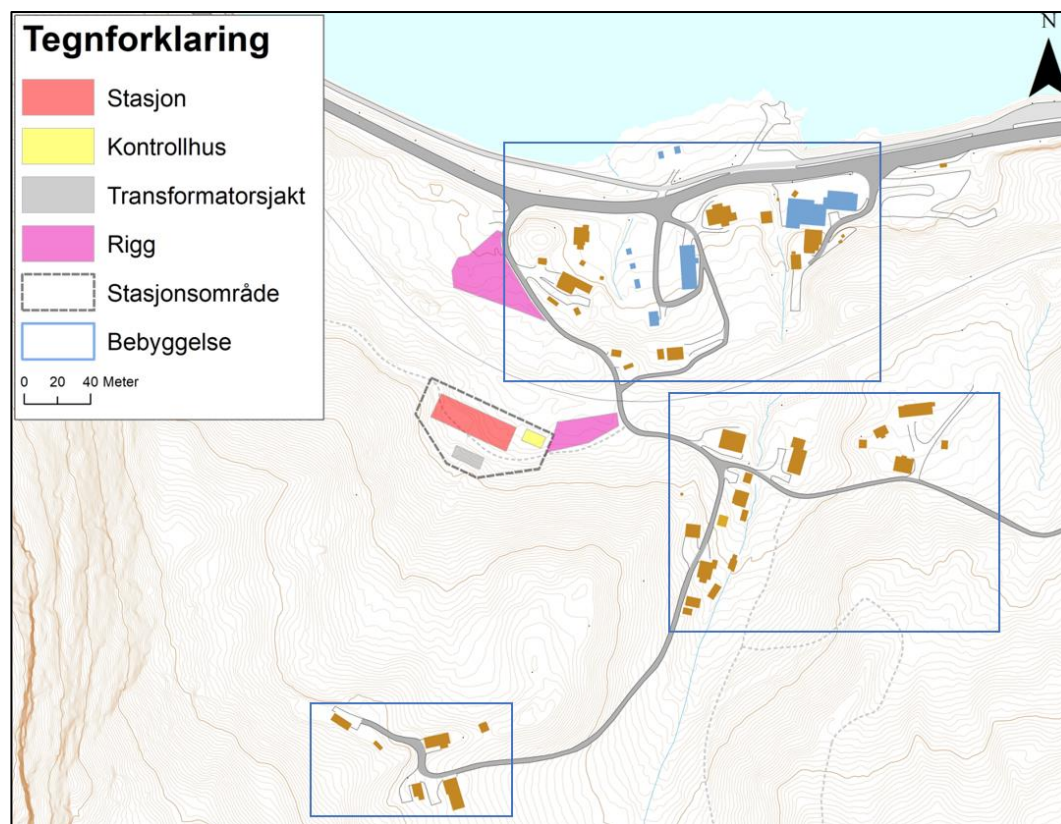 Tegnforklaring
Stasjon
Kontrollhus
Transformatorsjakt
Rigg
Stasjonsområde
Bebyggelse
0 20 40 Meter
N